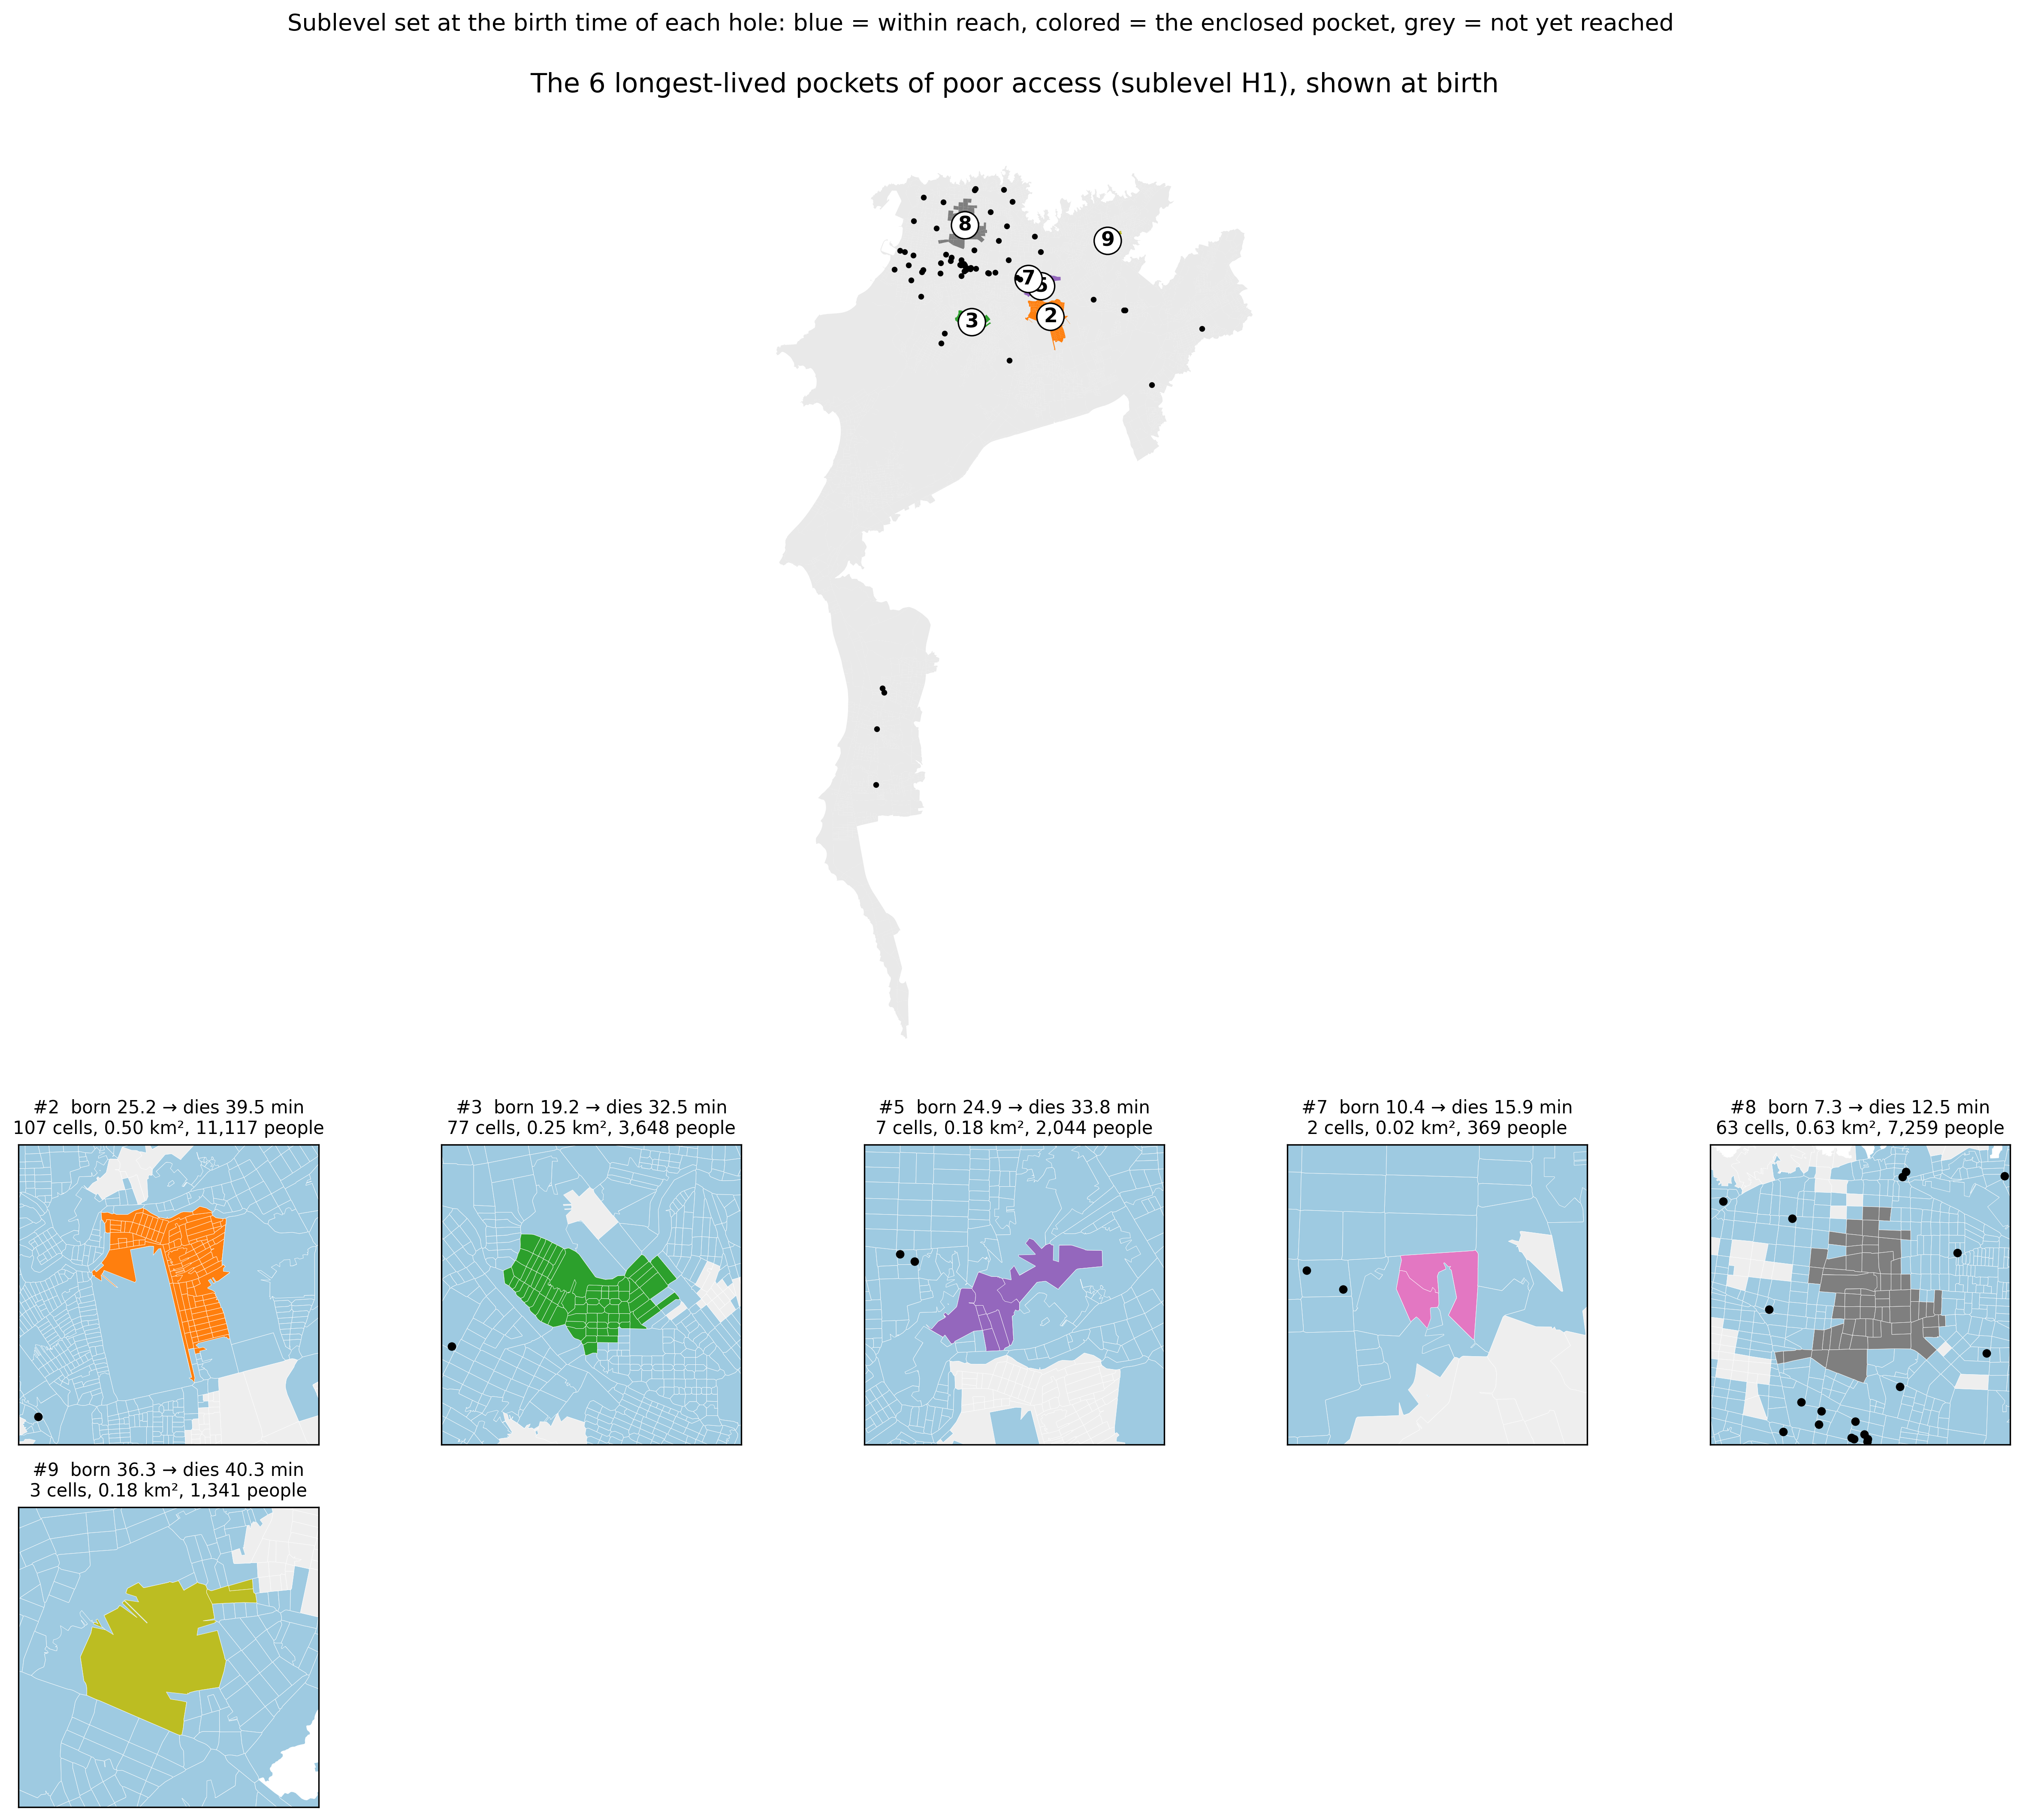 Sublevel set at the birth time of each hole: blue = within reach, colored = the enclosed pocket, grey = not yet reached
The 6 longest-lived pockets of poor access (sublevel H1), shown at birth
8
9
7
5
3
2
#2 born 25.2 → dies 39.5 min
107 cells, 0.50 km², 11,117 people
#3 born 19.2 → dies 32.5 min
77 cells, 0.25 km², 3,648 people
#5 born 24.9 → dies 33.8 min
7 cells, 0.18 km², 2,044 people
#7 born 10.4 → dies 15.9 min
2 cells, 0.02 km², 369 people
#8 born 7.3 → dies 12.5 min
63 cells, 0.63 km², 7,259 people
#9 born 36.3 → dies 40.3 min
3 cells, 0.18 km², 1,341 people